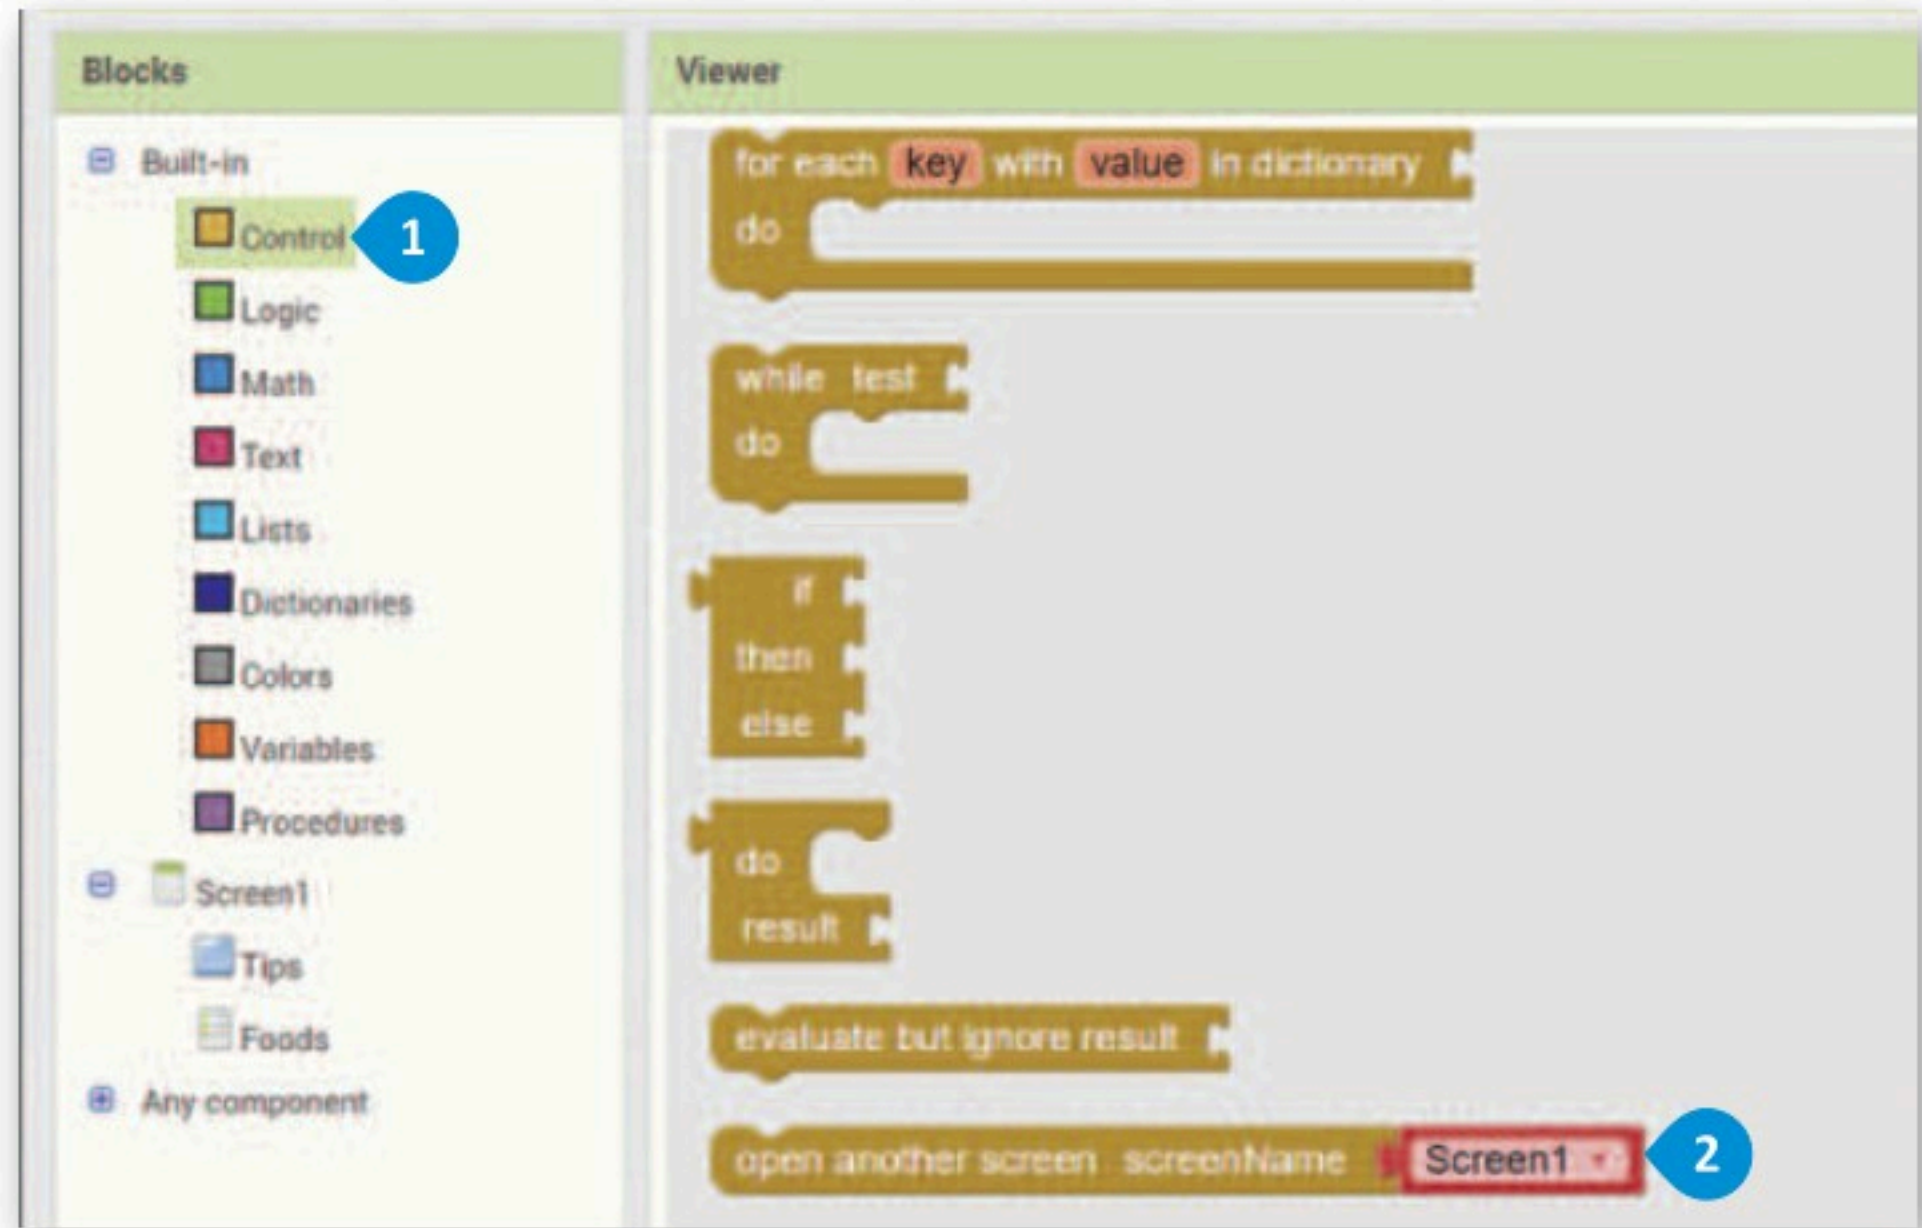 Blocks
Built-in
Control
1
Logic
Math
Text
Lists
Dictionaries
Colors
Variables
Procedures
Screen1
Tips
Foods
Any component
Viewer
for each key with value in dictionary
do
while test
do
if
then
else
do
result
evaluate but ignore result
open another screen screenName Screen1
2